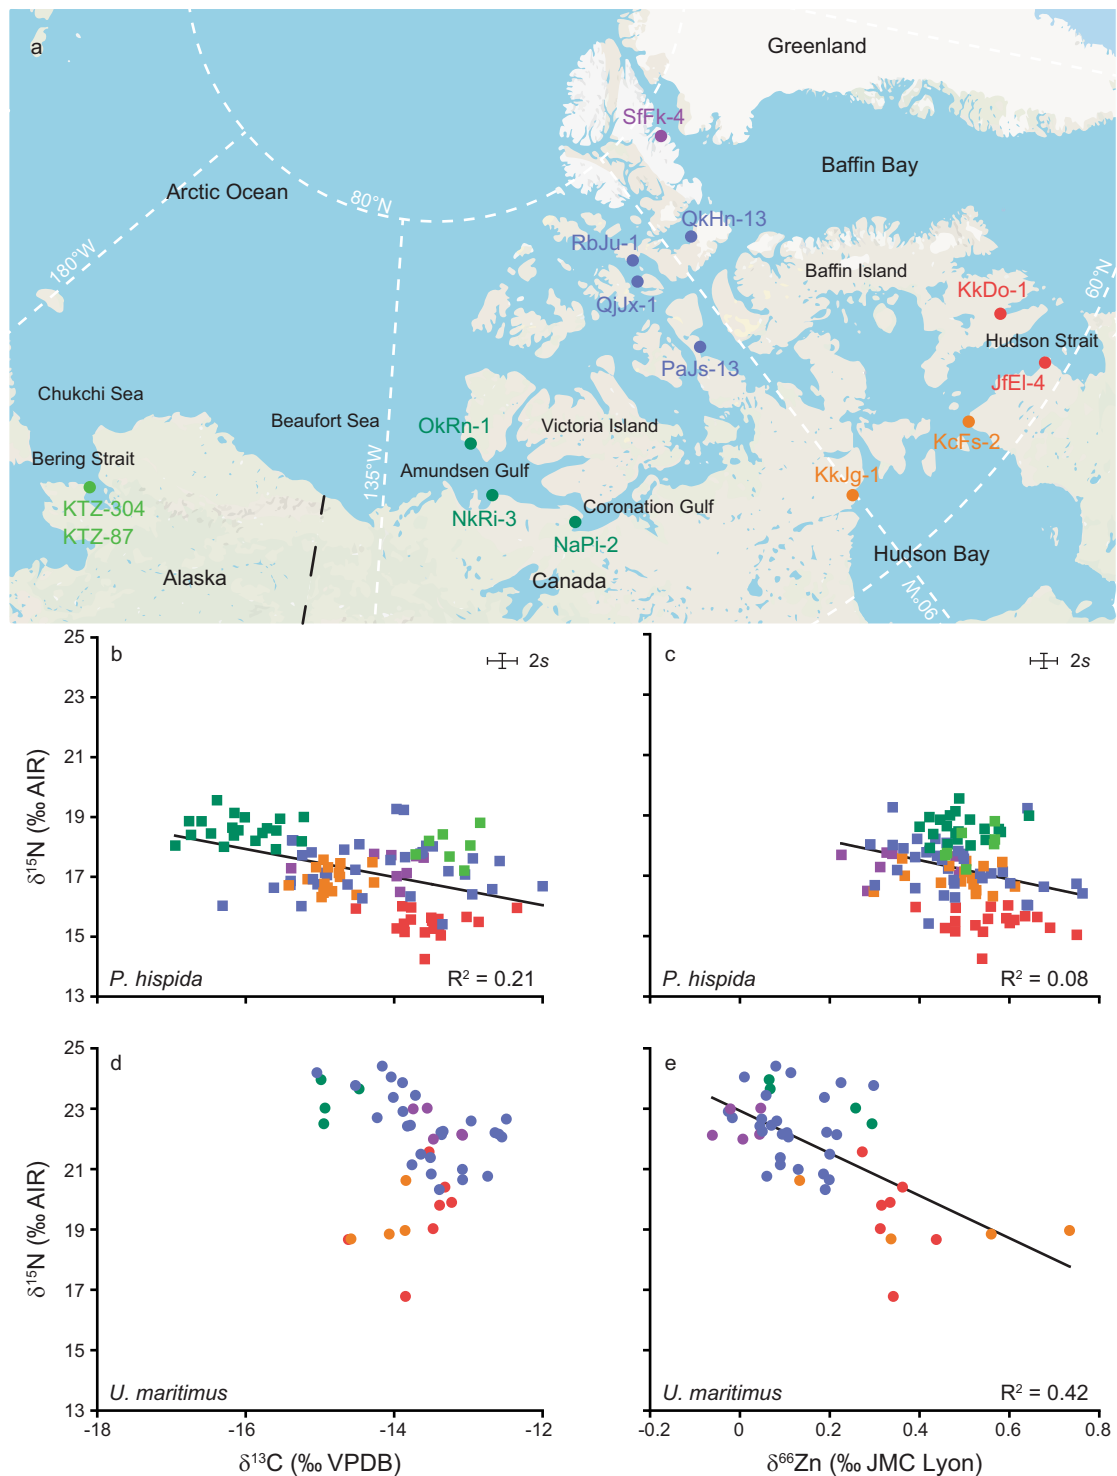 a
Greenland
SfFk-4
Baffin Bay
Arctic Ocean
80°N
180°W
QkHn-13
RbJu-1
Baffin Island
60°N
KkDo-1
QjJx-1
Hudson Strait
PaJs-13
JfEl-4
Chukchi Sea
Beaufort Sea
OkRn-1
Victoria Island
KcFs-2
Bering Strait
135°W
Amundsen Gulf
KkJg-1
KTZ-304
NkRi-3
Coronation Gulf
KTZ-87
NaPi-2
Hudson Bay
Alaska
Canada
90°W
b
2s
25
23
21
19
17
15
13
δ¹⁵N (‰ AIR)
P. hispida
R² = 0.21
c
2s
P. hispida
R² = 0.08
d
25
23
21
19
17
15
13
δ¹⁵N (‰ AIR)
U. maritimus
-18 -16 -14 -12
δ¹³C (‰ VPDB)
e
U. maritimus
R² = 0.42
-0.2 0 0.2 0.4 0.6 0.8
δ⁶⁶Zn (‰ JMC Lyon)